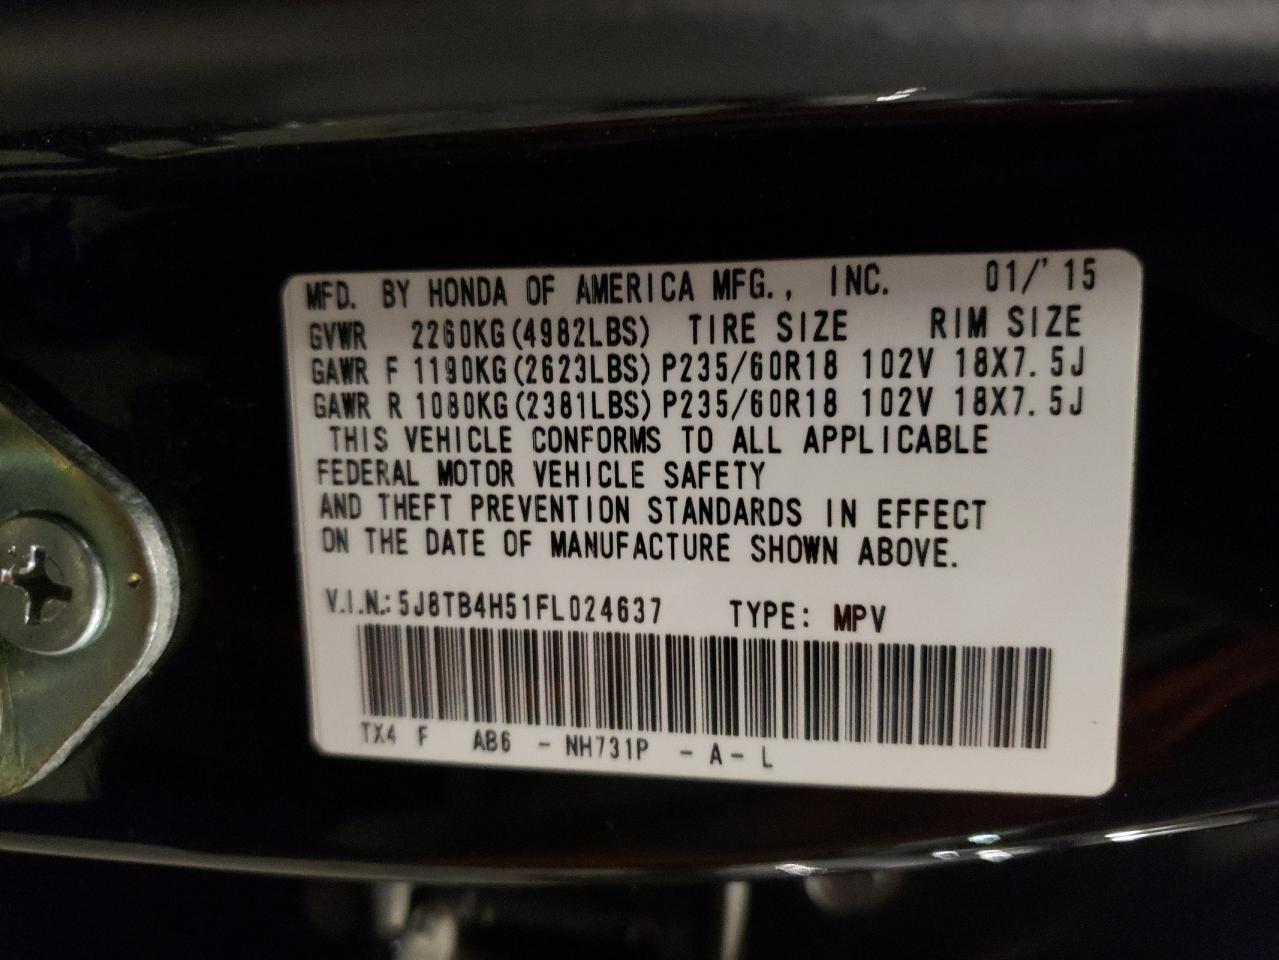 MFD. BY HONDA OF AMERICA MFG., INC. 01/'15
GVWR 2260KG(4982LBS) TIRE SIZE RIM SIZE
GAWR F 1190KG(2623LBS) P235/60R18 102V 18X7.5J
GAWR R 1080KG(2381LBS) P235/60R18 102V 18X7.5J
THIS VEHICLE CONFORMS TO ALL APPLICABLE
FEDERAL MOTOR VEHICLE SAFETY
AND THEFT PREVENTION STANDARDS IN EFFECT
ON THE DATE OF MANUFACTURE SHOWN ABOVE.
V.I.N.: 5J8TB4H51FL024637 TYPE: MPV
TX4 F AB6 - NH731P - A - L